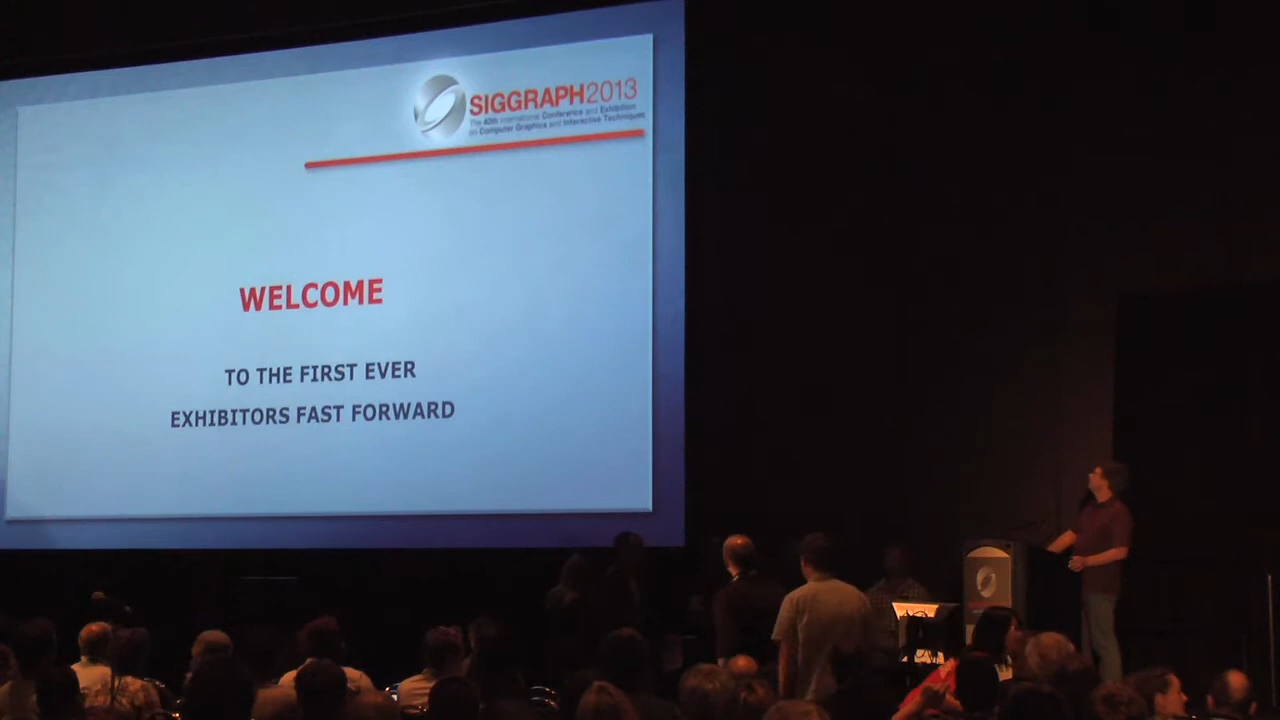 SIGGRAPH2013
The 40th International Conference and Exhibition
on Computer Graphics and Interactive Techniques
WELCOME
TO THE FIRST EVER
EXHIBITORS FAST FORWARD